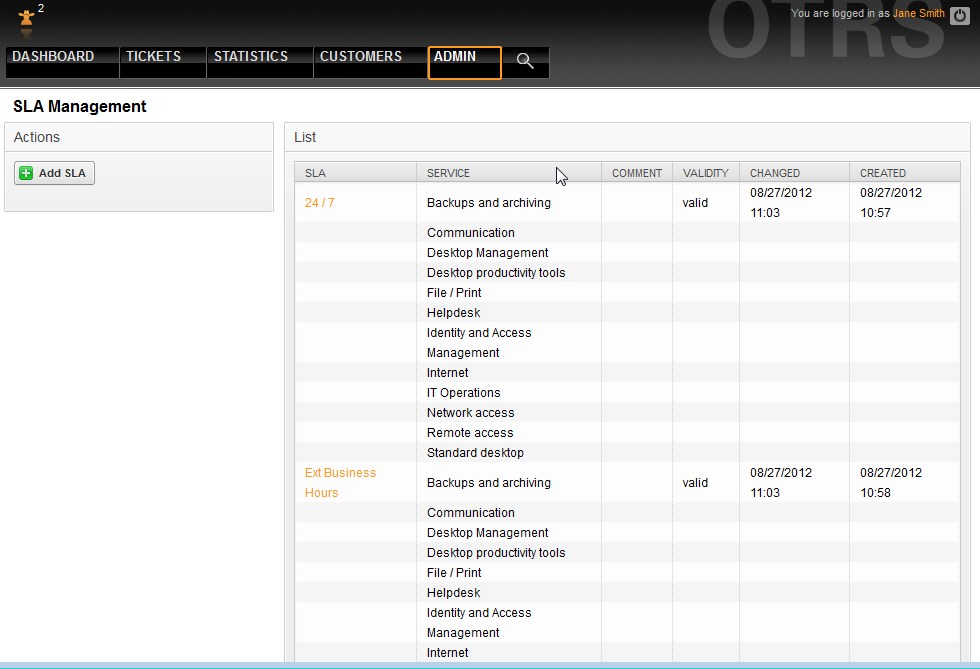 2
OTRS
You are logged in as Jane Smith
DASHBOARD TICKETS STATISTICS CUSTOMERS ADMIN
SLA Management
Actions
Add SLA
List
SLA SERVICE COMMENT VALIDITY CHANGED CREATED
24 / 7 Backups and archiving valid 08/27/2012 11:03 08/27/2012 10:57
Communication
Desktop Management
Desktop productivity tools
File / Print
Helpdesk
Identity and Access
Management
Internet
IT Operations
Network access
Remote access
Standard desktop
Ext Business Hours Backups and archiving valid 08/27/2012 11:03 08/27/2012 10:58
Communication
Desktop Management
Desktop productivity tools
File / Print
Helpdesk
Identity and Access
Management
Internet